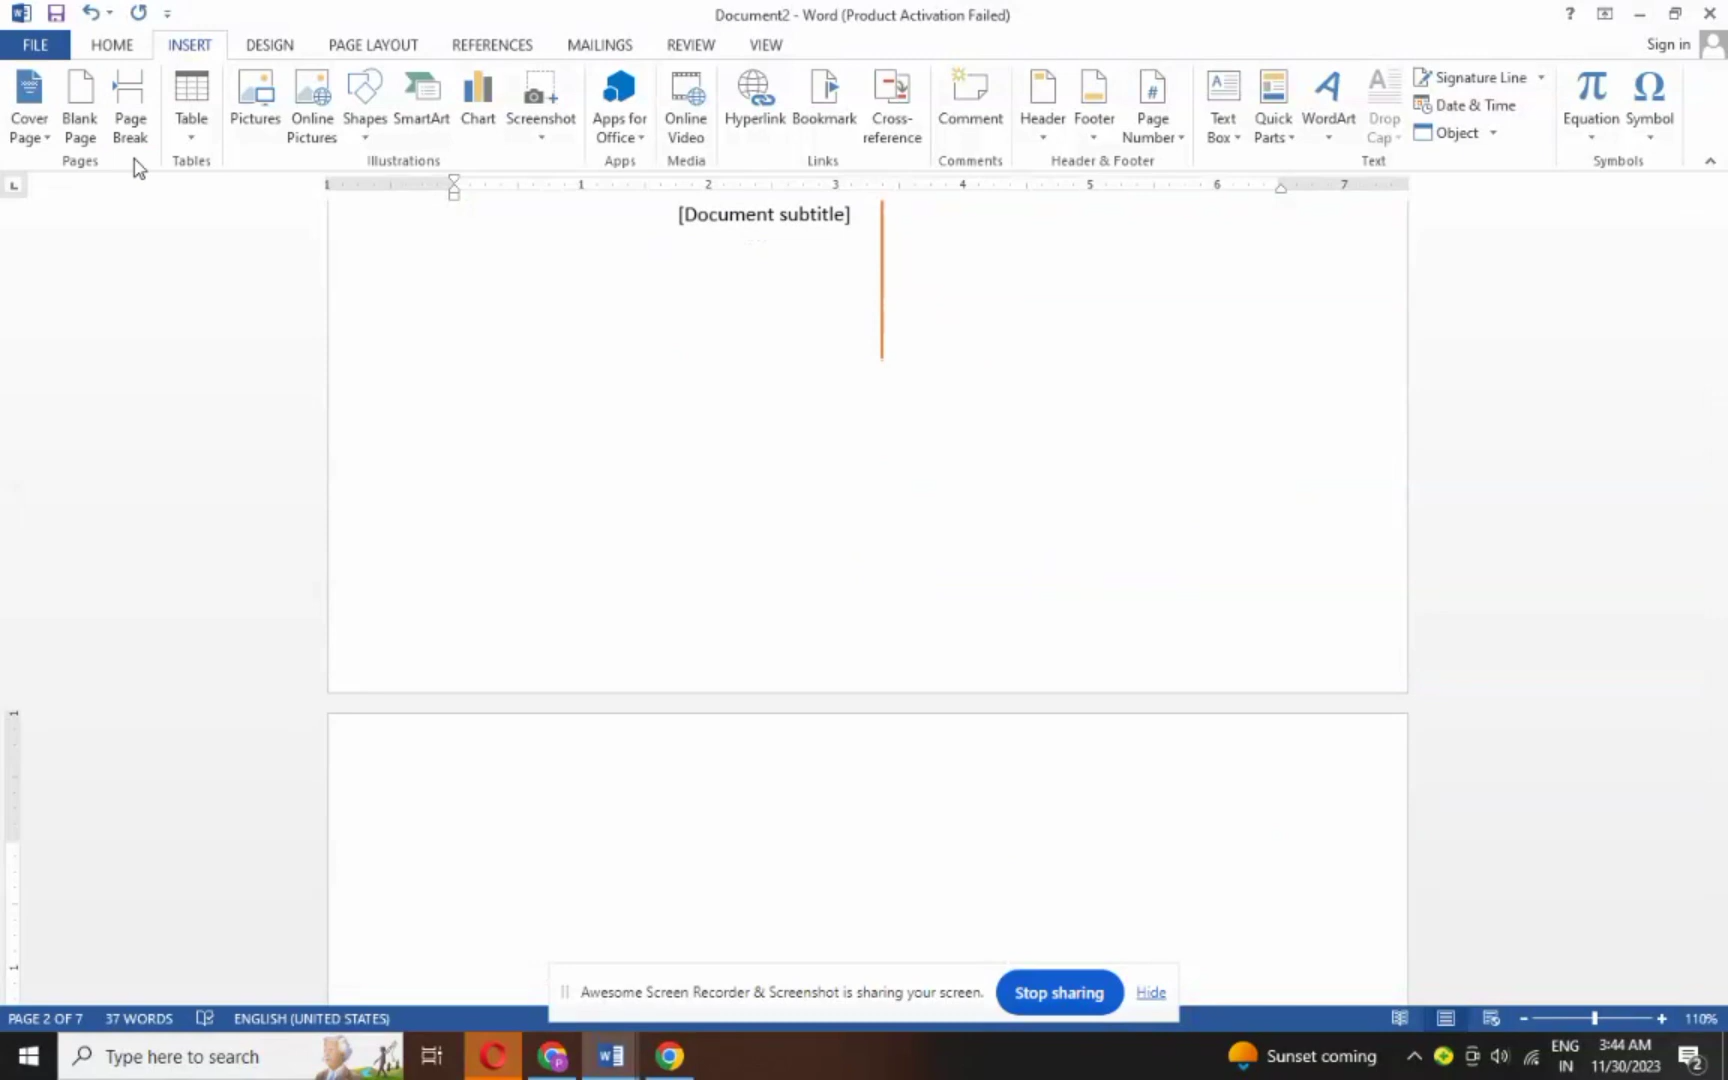 Document2 - Word (Product Activation Failed)
FILE HOME INSERT DESIGN PAGE LAYOUT REFERENCES MAILINGS REVIEW VIEW Sign in
Cover Page Blank Page Page Break Table Pictures Online Pictures Shapes SmartArt Chart Screenshot Apps for Office Online Video Hyperlink Bookmark Cross-reference Comment Header Footer Page Number Text Box Quick Parts WordArt Drop Cap Signature Line Date & Time Object Equation Symbol
Pages Tables Illustrations Apps Media Links Comments Header & Footer Text Symbols
1 1 2 3 4 5 6 7
[Document subtitle]
1
1
Awesome Screen Recorder & Screenshot is sharing your screen. Stop sharing Hide
PAGE 2 OF 7 37 WORDS ENGLISH (UNITED STATES) 110%
Type here to search Sunset coming ENG IN 3:44 AM 11/30/2023 2